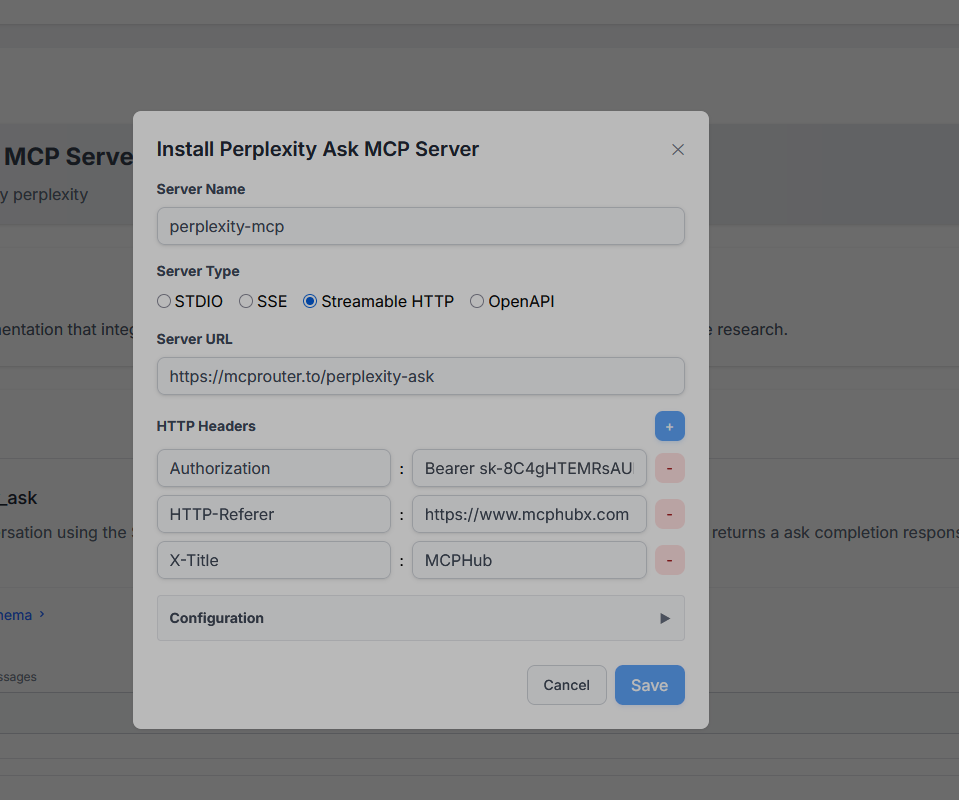 MCP Serve
y perplexity
Install Perplexity Ask MCP Server
Server Name
perplexity-mcp
Server Type
STDIO SSE Streamable HTTP OpenAPI
entation that integ
e research.
Server URL
https://mcprouter.to/perplexity-ask
HTTP Headers
+
Authorization : Bearer sk-8C4gHTEMRsAU -
_ask
HTTP-Referer : https://www.mcphubx.com -
rsation using the
returns a ask completion respons
X-Title : MCPHub -
Configuration
nema
ssages
Cancel Save